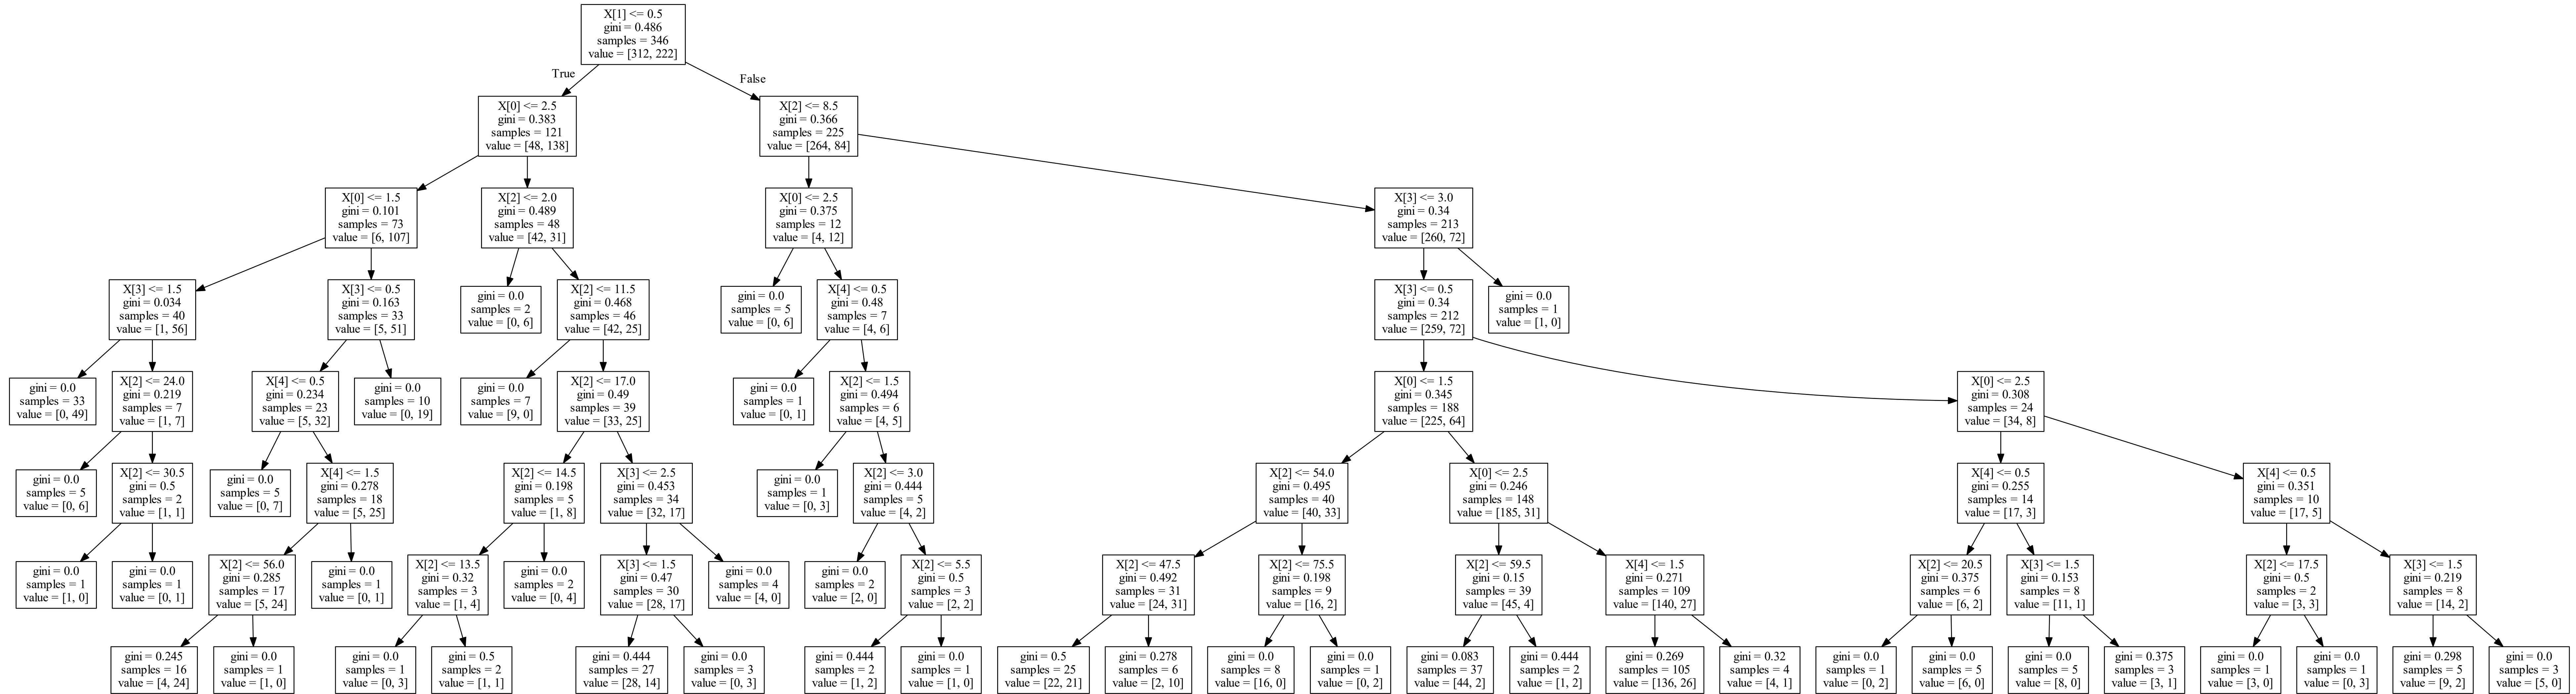 X[1] <= 0.5
gini = 0.486
samples = 346
value = [312, 222]
True
False
X[0] <= 2.5
gini = 0.383
samples = 121
value = [48, 138]
X[2] <= 8.5
gini = 0.366
samples = 225
value = [264, 84]
X[0] <= 1.5
gini = 0.101
samples = 73
value = [6, 107]
X[2] <= 2.0
gini = 0.489
samples = 48
value = [42, 31]
X[0] <= 2.5
gini = 0.375
samples = 12
value = [4, 12]
X[3] <= 3.0
gini = 0.34
samples = 213
value = [260, 72]
X[3] <= 1.5
gini = 0.034
samples = 40
value = [1, 56]
X[3] <= 0.5
gini = 0.163
samples = 33
value = [5, 51]
gini = 0.0
samples = 2
value = [0, 6]
X[2] <= 11.5
gini = 0.468
samples = 46
value = [42, 25]
gini = 0.0
samples = 5
value = [0, 6]
X[4] <= 0.5
gini = 0.48
samples = 7
value = [4, 6]
X[3] <= 0.5
gini = 0.34
samples = 212
value = [259, 72]
gini = 0.0
samples = 1
value = [1, 0]
gini = 0.0
samples = 33
value = [0, 49]
X[2] <= 24.0
gini = 0.219
samples = 7
value = [1, 7]
X[4] <= 0.5
gini = 0.234
samples = 23
value = [5, 32]
gini = 0.0
samples = 10
value = [0, 19]
gini = 0.0
samples = 7
value = [9, 0]
X[2] <= 17.0
gini = 0.49
samples = 39
value = [33, 25]
gini = 0.0
samples = 1
value = [0, 1]
X[2] <= 1.5
gini = 0.494
samples = 6
value = [4, 5]
X[0] <= 1.5
gini = 0.345
samples = 188
value = [225, 64]
X[0] <= 2.5
gini = 0.308
samples = 24
value = [34, 8]
gini = 0.0
samples = 5
value = [0, 6]
X[2] <= 30.5
gini = 0.5
samples = 2
value = [1, 1]
gini = 0.0
samples = 5
value = [0, 7]
X[4] <= 1.5
gini = 0.278
samples = 18
value = [5, 25]
X[2] <= 14.5
gini = 0.198
samples = 5
value = [1, 8]
X[3] <= 2.5
gini = 0.453
samples = 34
value = [32, 17]
gini = 0.0
samples = 1
value = [0, 3]
X[2] <= 3.0
gini = 0.444
samples = 5
value = [4, 2]
X[2] <= 54.0
gini = 0.495
samples = 40
value = [40, 33]
X[0] <= 2.5
gini = 0.246
samples = 148
value = [185, 31]
X[4] <= 0.5
gini = 0.255
samples = 14
value = [17, 3]
X[4] <= 0.5
gini = 0.351
samples = 10
value = [17, 5]
gini = 0.0
samples = 1
value = [1, 0]
gini = 0.0
samples = 1
value = [0, 1]
X[2] <= 56.0
gini = 0.285
samples = 17
value = [5, 24]
gini = 0.0
samples = 1
value = [0, 1]
X[2] <= 13.5
gini = 0.32
samples = 3
value = [1, 4]
gini = 0.0
samples = 2
value = [0, 4]
X[3] <= 1.5
gini = 0.47
samples = 30
value = [28, 17]
gini = 0.0
samples = 4
value = [4, 0]
gini = 0.0
samples = 2
value = [2, 0]
X[2] <= 5.5
gini = 0.5
samples = 3
value = [2, 2]
X[2] <= 47.5
gini = 0.492
samples = 31
value = [24, 31]
X[2] <= 75.5
gini = 0.198
samples = 9
value = [16, 2]
X[2] <= 59.5
gini = 0.15
samples = 39
value = [45, 4]
X[4] <= 1.5
gini = 0.271
samples = 109
value = [140, 27]
X[2] <= 20.5
gini = 0.375
samples = 6
value = [6, 2]
X[3] <= 1.5
gini = 0.153
samples = 8
value = [11, 1]
X[2] <= 17.5
gini = 0.5
samples = 2
value = [3, 3]
X[3] <= 1.5
gini = 0.219
samples = 8
value = [14, 2]
gini = 0.245
samples = 16
value = [4, 24]
gini = 0.0
samples = 1
value = [1, 0]
gini = 0.0
samples = 1
value = [0, 3]
gini = 0.5
samples = 2
value = [1, 1]
gini = 0.444
samples = 27
value = [28, 14]
gini = 0.0
samples = 3
value = [0, 3]
gini = 0.444
samples = 2
value = [1, 2]
gini = 0.0
samples = 1
value = [1, 0]
gini = 0.5
samples = 25
value = [22, 21]
gini = 0.278
samples = 6
value = [2, 10]
gini = 0.0
samples = 8
value = [16, 0]
gini = 0.0
samples = 1
value = [0, 2]
gini = 0.083
samples = 37
value = [44, 2]
gini = 0.444
samples = 2
value = [1, 2]
gini = 0.269
samples = 105
value = [136, 26]
gini = 0.32
samples = 4
value = [4, 1]
gini = 0.0
samples = 1
value = [0, 2]
gini = 0.0
samples = 5
value = [6, 0]
gini = 0.0
samples = 5
value = [8, 0]
gini = 0.375
samples = 3
value = [3, 1]
gini = 0.0
samples = 1
value = [3, 0]
gini = 0.0
samples = 1
value = [0, 3]
gini = 0.298
samples = 5
value = [9, 2]
gini = 0.0
samples = 3
value = [5, 0]